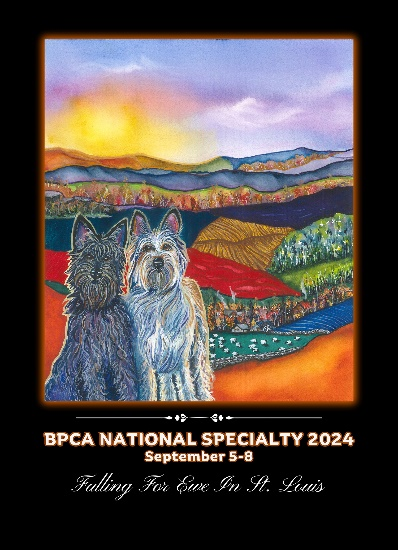 BPCA NATIONAL SPECIALTY 2024
September 5-8
Falling For Ewe In St. Louis